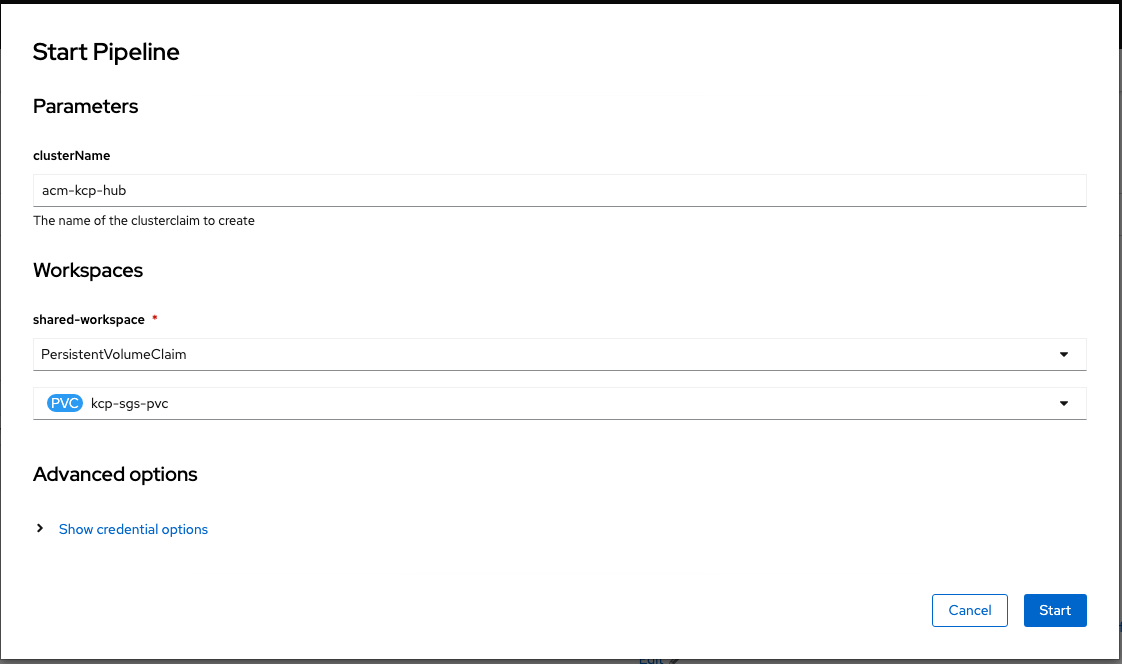 Start Pipeline
Parameters
clusterName
acm-kcp-hub
The name of the clusterclaim to create
Workspaces
shared-workspace *
PersistentVolumeClaim
PVC kcp-sgs-pvc
Advanced options
Show credential options
Cancel Start
Edit